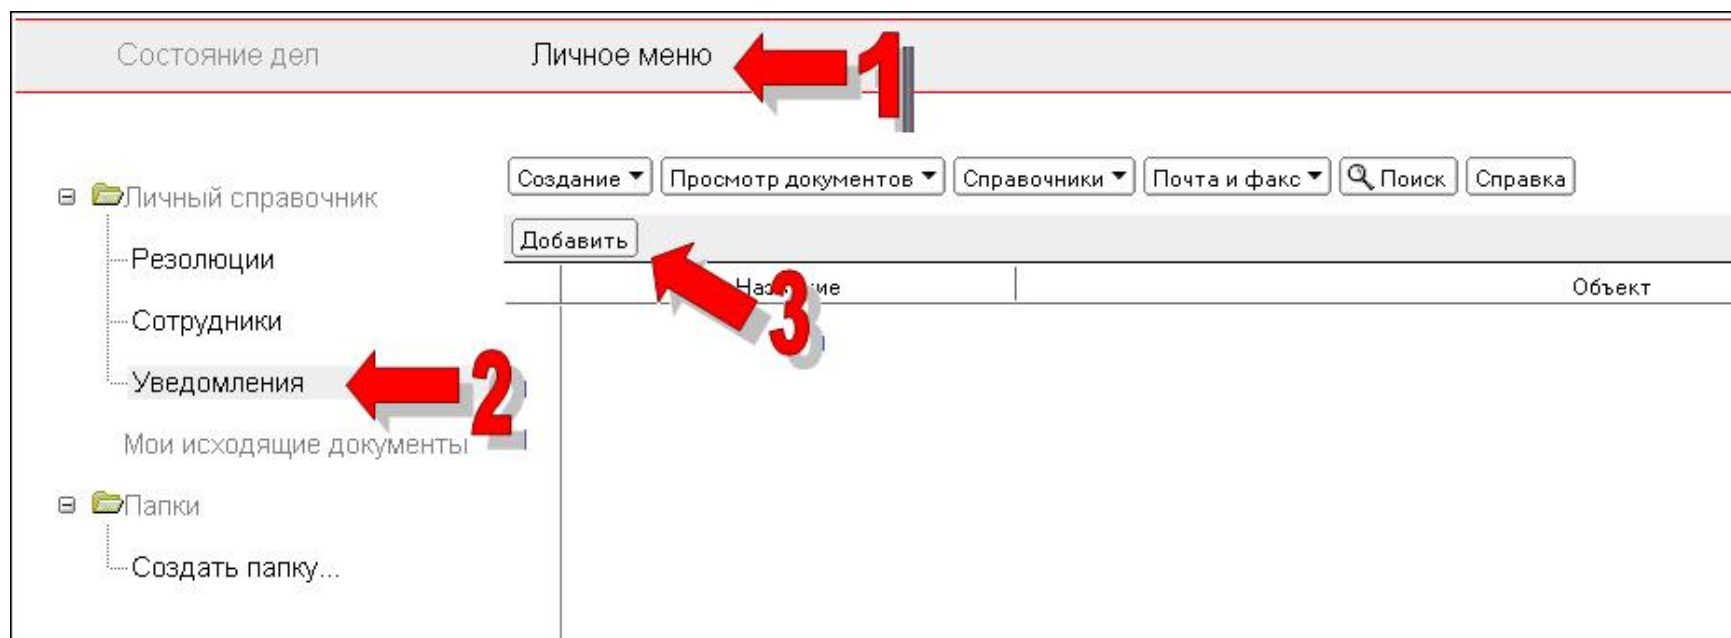 Состояние дел Личное меню 1
Создание Просмотр документов Справочники Почта и факс Поиск Справка
Личный справочник
Добавить
Резолюции
Название Объект
Сотрудники
3
Уведомления 2
Мои исходящие документы
Папки
Создать папку...